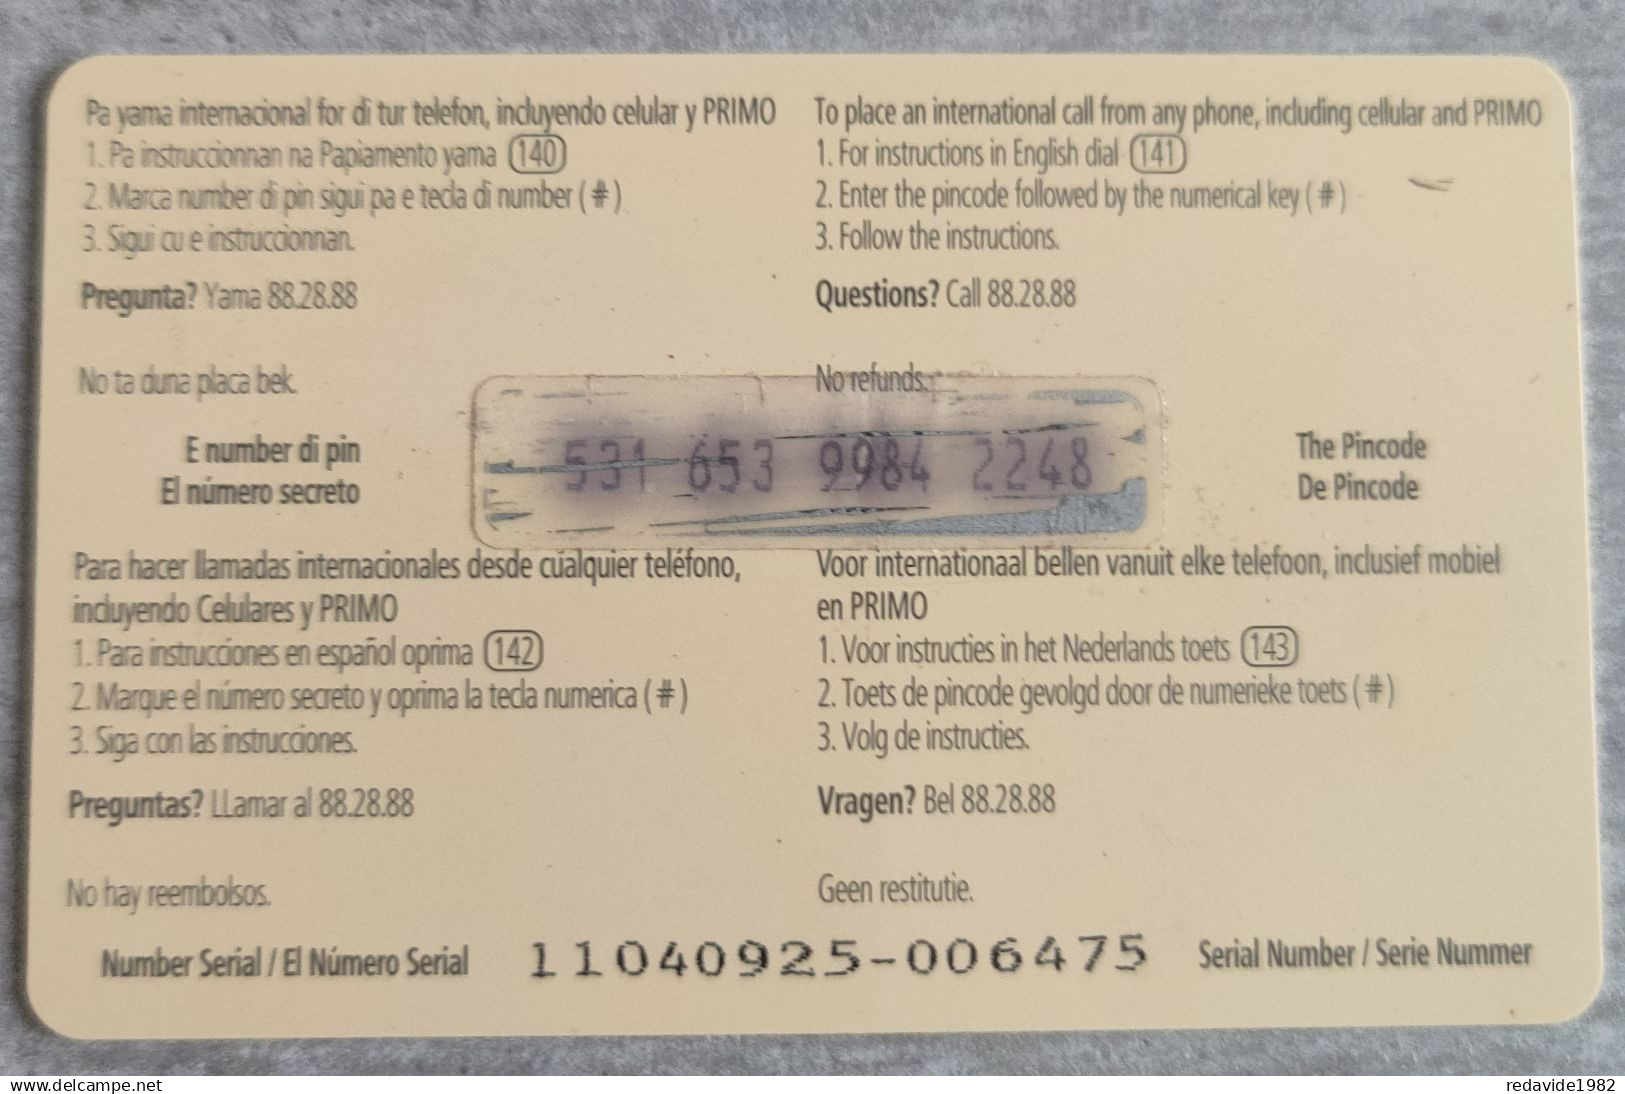 Pa yama internacional for di tur telefon, incluyendo celular y PRIMO
1. Pa instruccionnan na Papiamento yama 140
2. Marca number di pin sigui pa e tecla di number ( # )
3. Sigui cu e instruccionnan.
Pregunta? Yama 88.28.88
No ta duna placa bek.
To place an international call from any phone, including cellular and PRIMO
1. For instructions in English dial 141
2. Enter the pincode followed by the numerical key ( # )
3. Follow the instructions.
Questions? Call 88.28.88
No refunds.
E number di pin
El número secreto
531 653 9984 2248
The Pincode
De Pincode
Para hacer llamadas internacionales desde cualquier teléfono,
incluyendo Celulares y PRIMO
1. Para instrucciones en español oprima 142
2. Marque el número secreto y oprima la tecla numerica ( # )
3. Siga con las instrucciones.
Preguntas? LLamar al 88.28.88
No hay reembolsos.
Voor internationaal bellen vanuit elke telefoon, inclusief mobiel
en PRIMO
1. Voor instructies in het Nederlands toets 143
2. Toets de pincode gevolgd door de numerieke toets ( # )
3. Volg de instructies.
Vragen? Bel 88.28.88
Geen restitutie.
Number Serial / El Número Serial 11040925-006475 Serial Number / Serie Nummer
www.delcampe.net
redavide1982